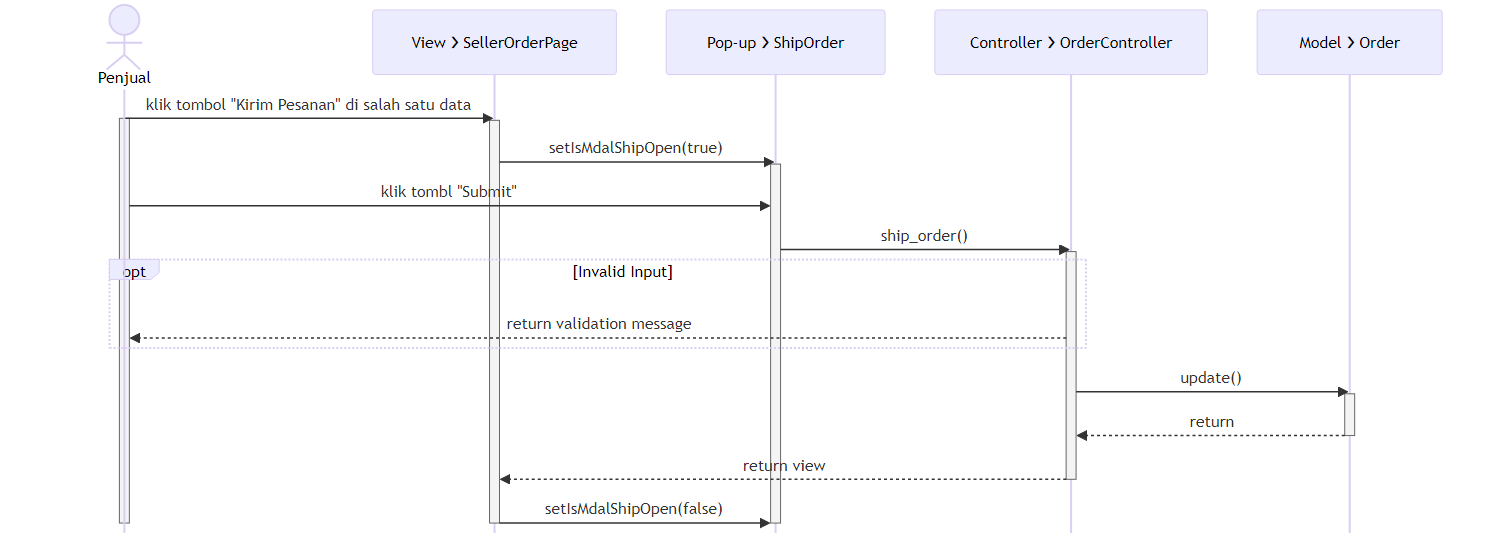 Penjual
View > SellerOrderPage
Pop-up > ShipOrder
Controller > OrderController
Model > Order
klik tombol "Kirim Pesanan" di salah satu data
setIsMdalShipOpen(true)
klik tombl "Submit"
ship_order()
opt
[Invalid Input]
return validation message
update()
return
return view
setIsMdalShipOpen(false)